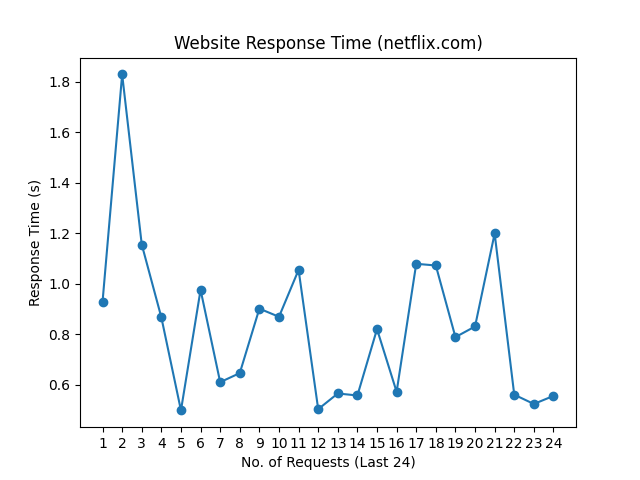 Website Response Time (netflix.com)
Response Time (s)
1.8
1.6
1.4
1.2
1.0
0.8
0.6
1 2 3 4 5 6 7 8 9 10 11 12 13 14 15 16 17 18 19 20 21 22 23 24
No. of Requests (Last 24)